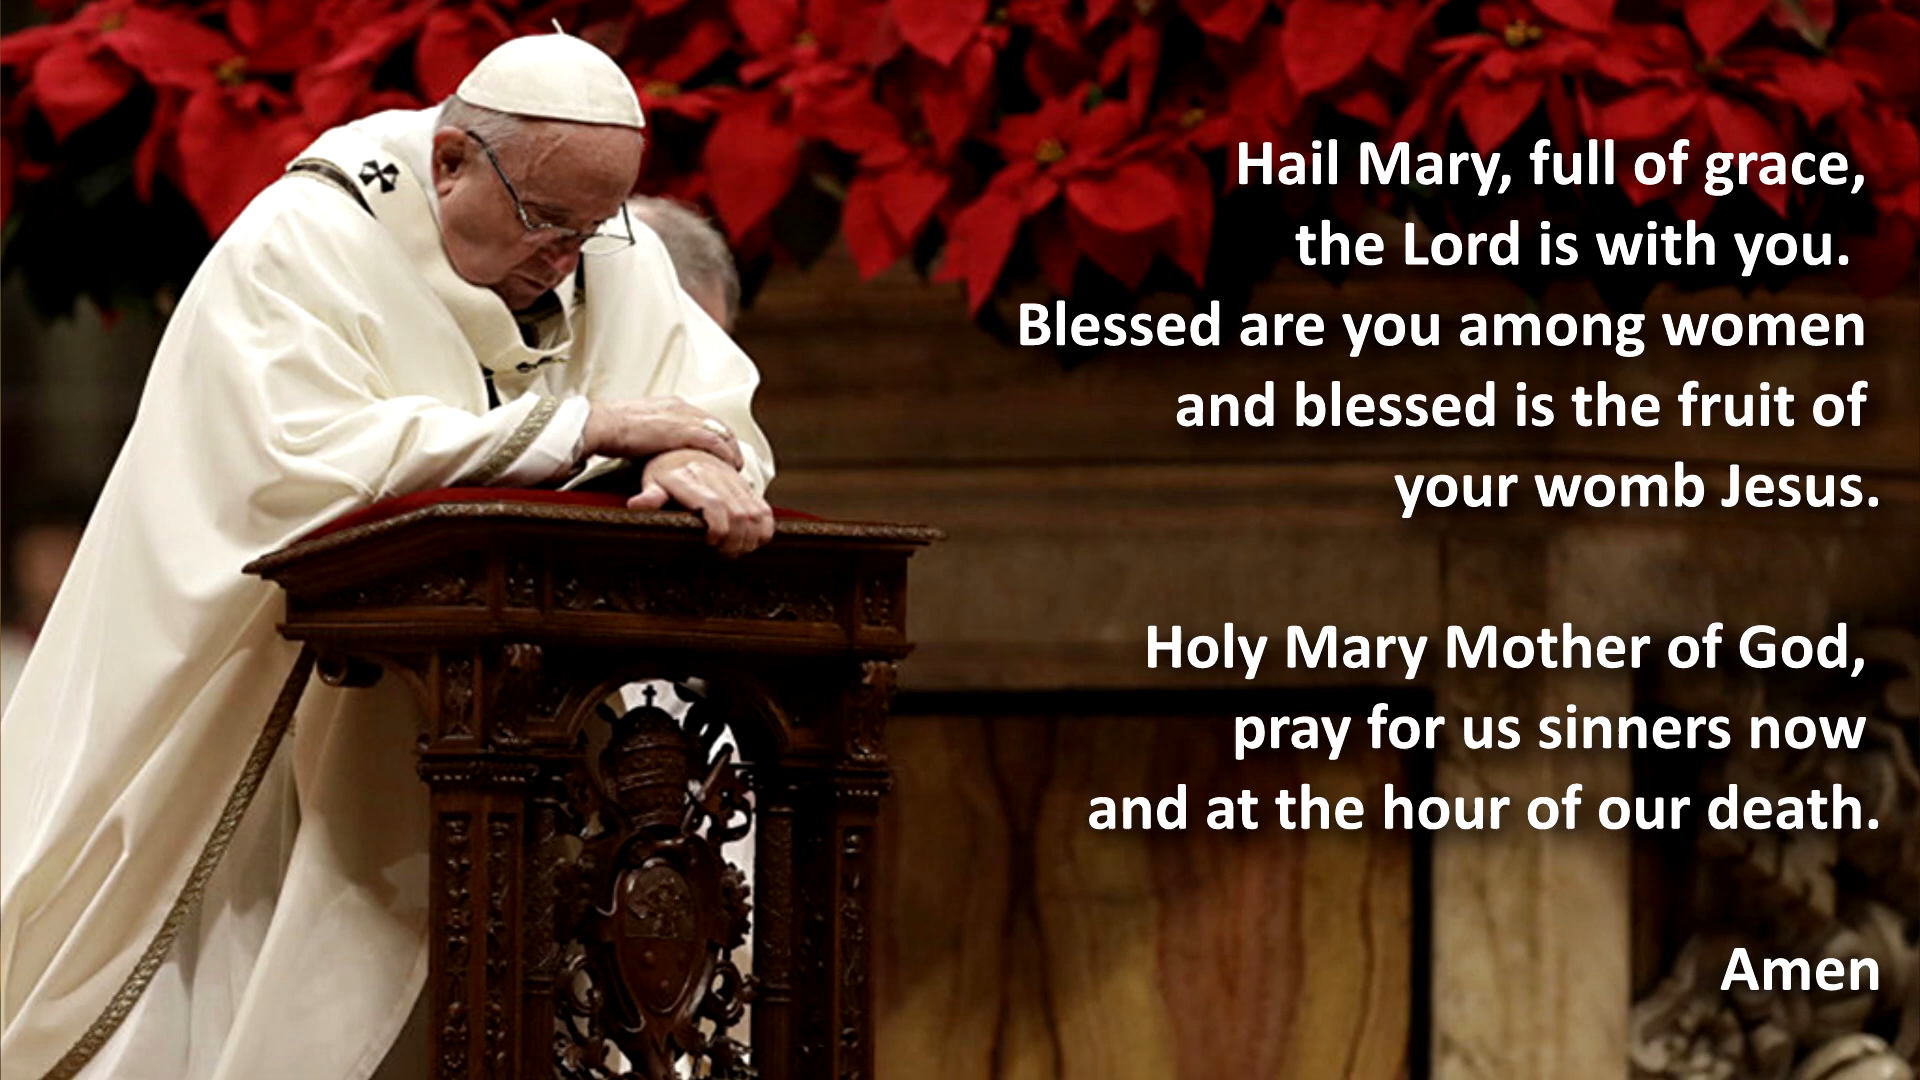 Hail Mary, full of grace,
the Lord is with you.
Blessed are you among women
and blessed is the fruit of
your womb Jesus.
Holy Mary Mother of God,
pray for us sinners now
and at the hour of our death.
Amen